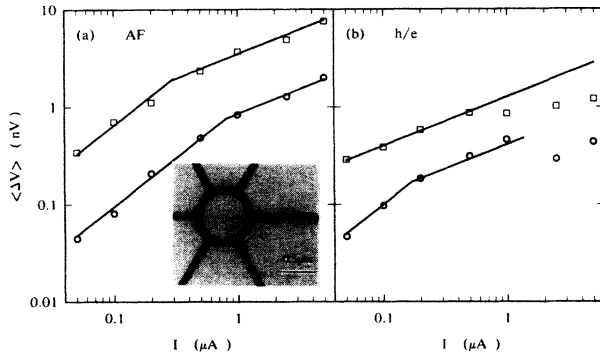 (a) AF
(b) h/e
10
1
0.1
0.01
<ΔV> (nV)
0.1 1
0.1 1
I (μA)
I (μA)